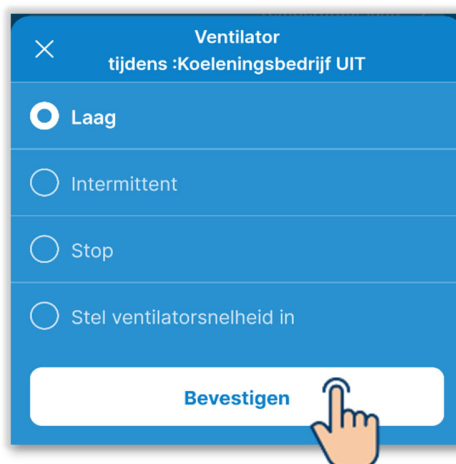 Ventilator
tijdens :Koeleningsbedrijf UIT
Laag
Intermittent
Stop
Stel ventilatorsnelheid in
Bevestigen